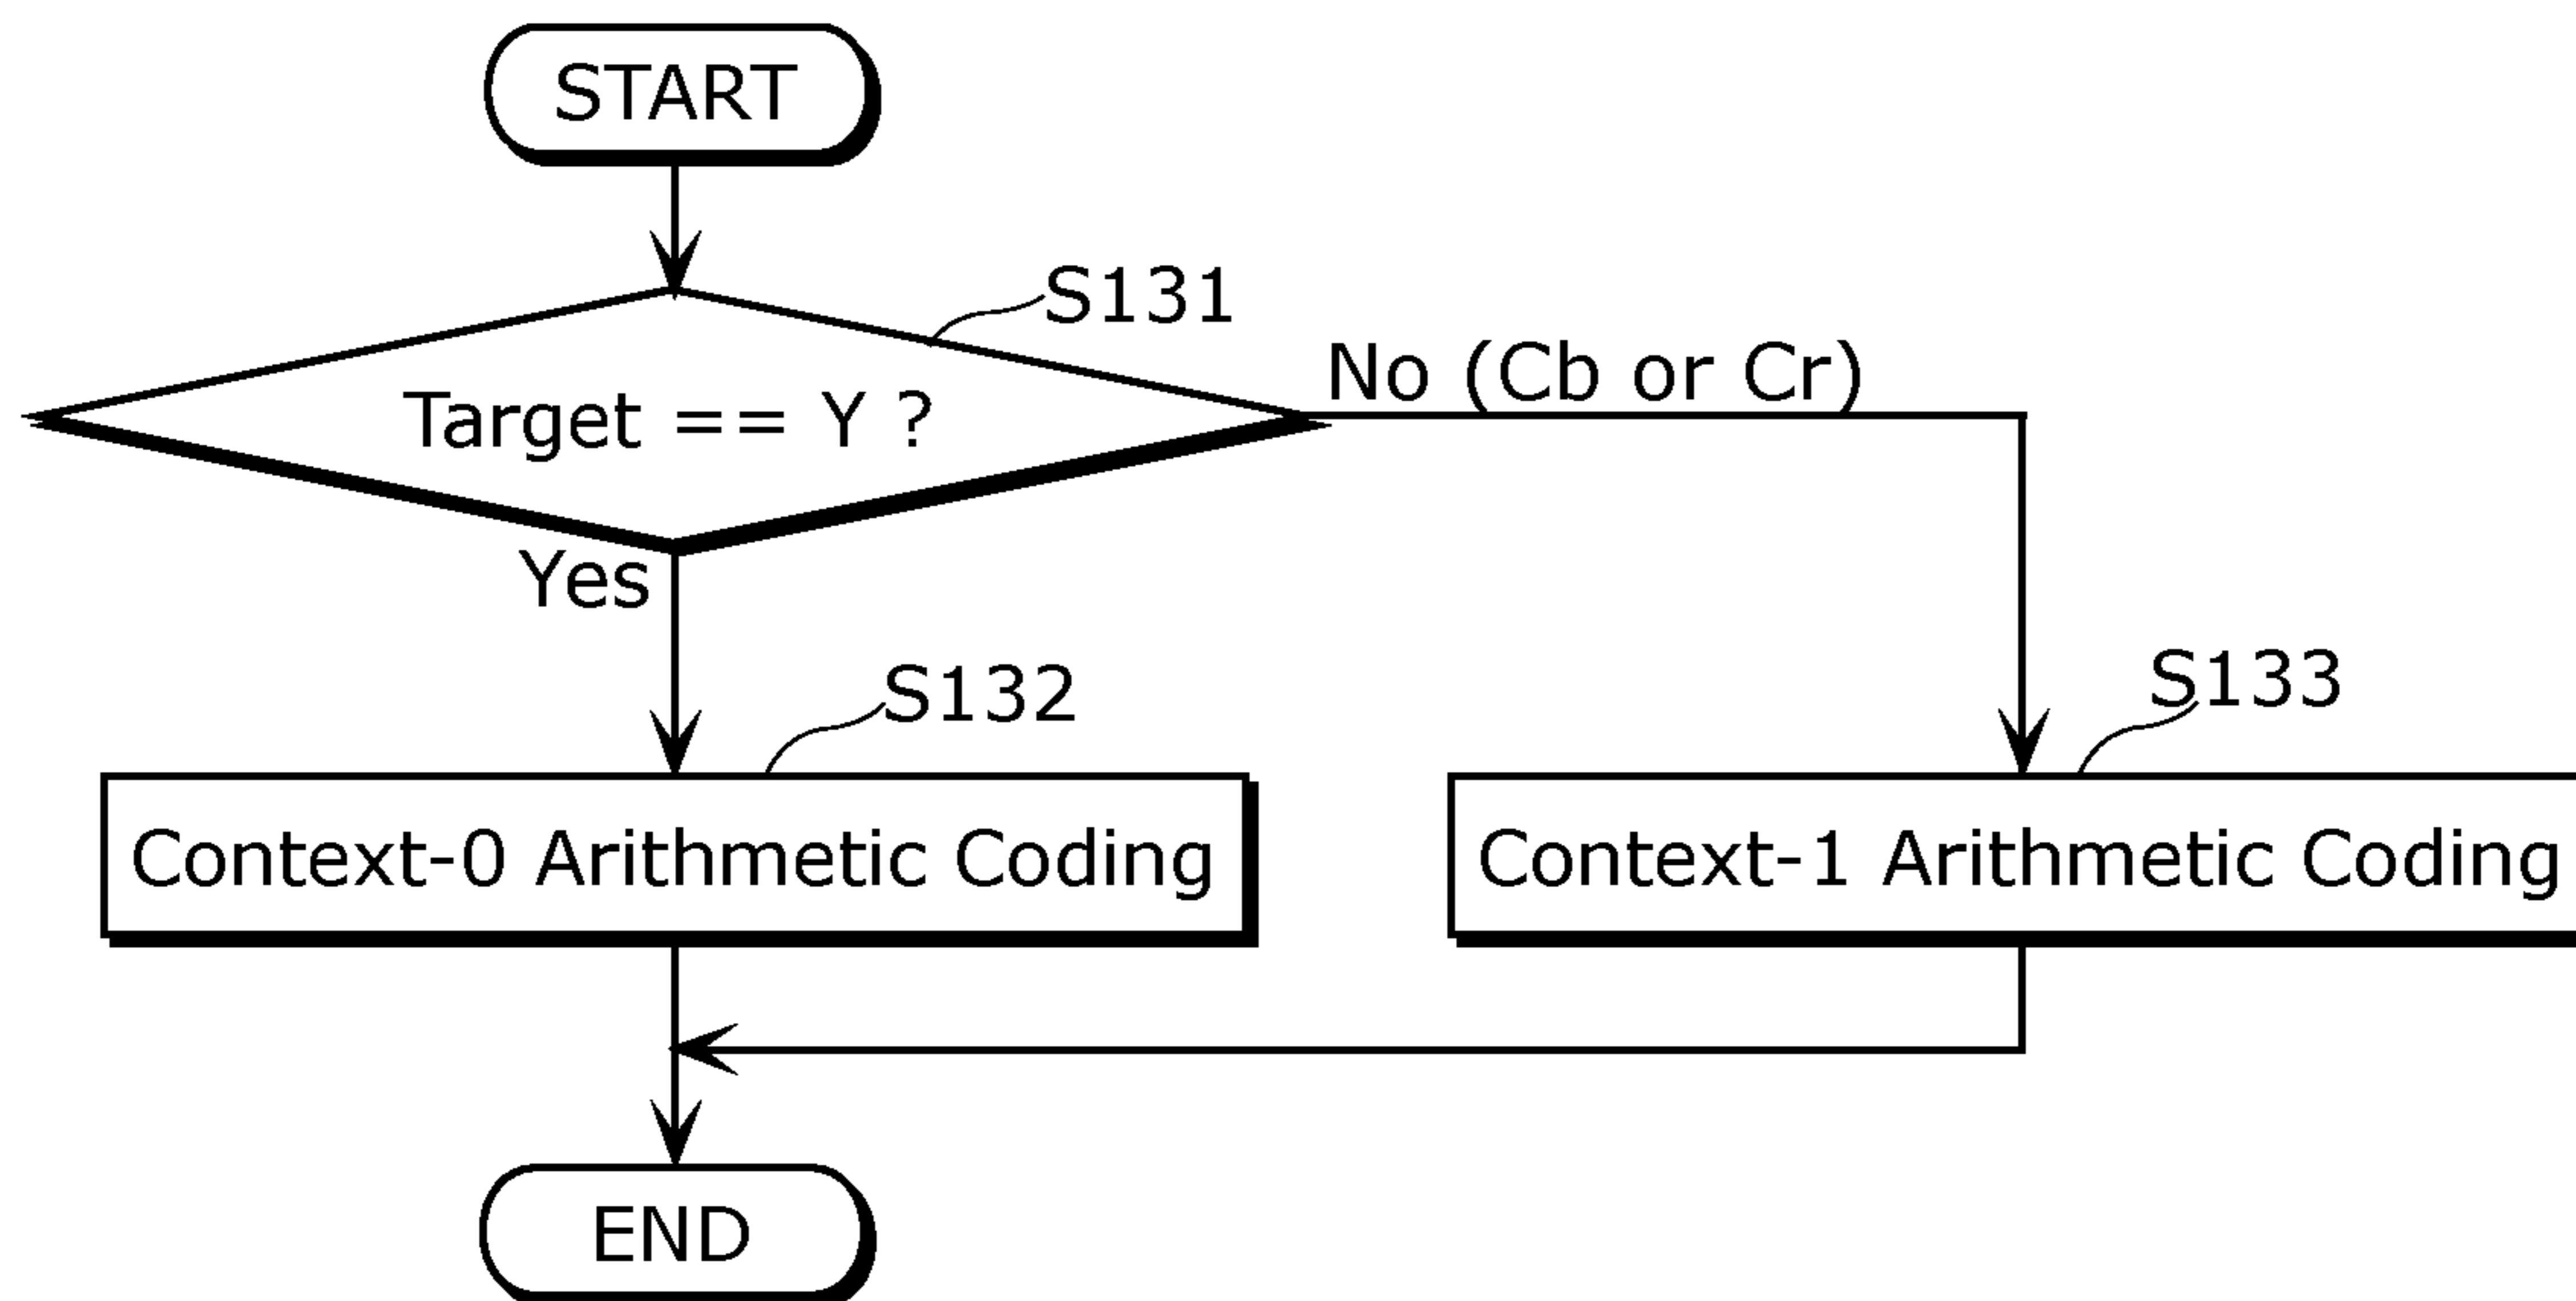 START
S131
Target == Y ?
No (Cb or Cr)
Yes
S132
S133
Context-0 Arithmetic Coding
Context-1 Arithmetic Coding
END